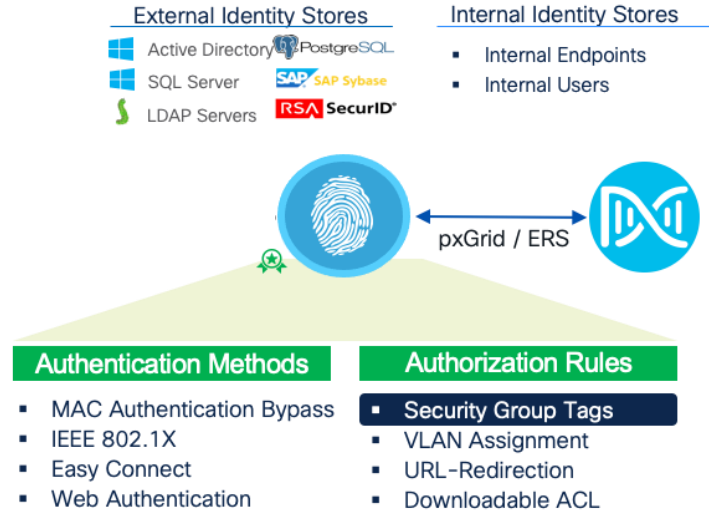 External Identity Stores
Active Directory PostgreSQL
SQL Server SAP SAP Sybase
LDAP Servers RSA SecurID®
Internal Identity Stores
▪ Internal Endpoints
▪ Internal Users
pxGrid / ERS
Authentication Methods
▪ MAC Authentication Bypass
▪ IEEE 802.1X
▪ Easy Connect
▪ Web Authentication
Authorization Rules
▪ Security Group Tags
▪ VLAN Assignment
▪ URL-Redirection
▪ Downloadable ACL